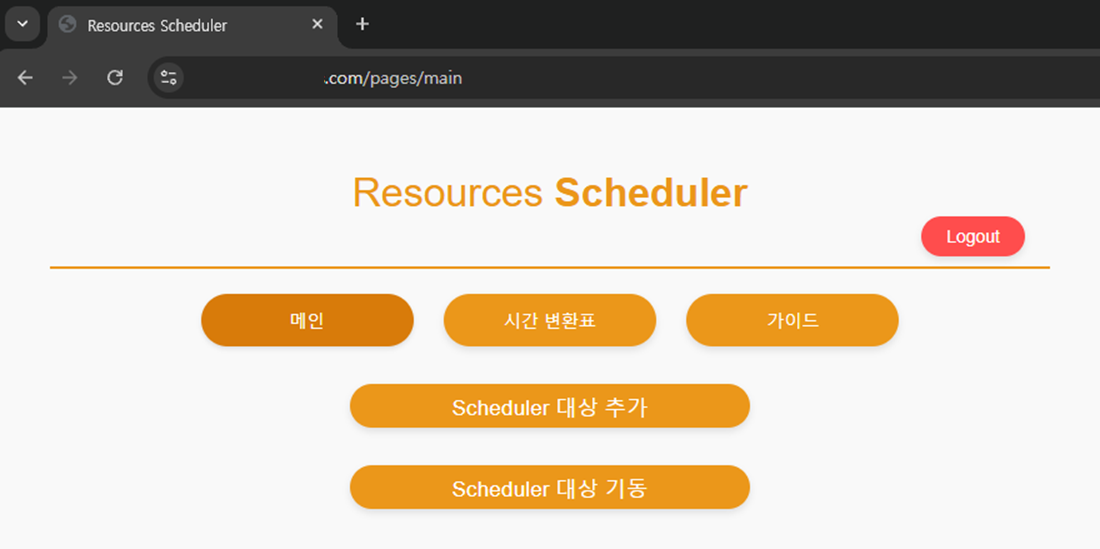 Resources Scheduler
.com/pages/main
Resources Scheduler
Logout
메인 시간 변환표 가이드
Scheduler 대상 추가
Scheduler 대상 기동